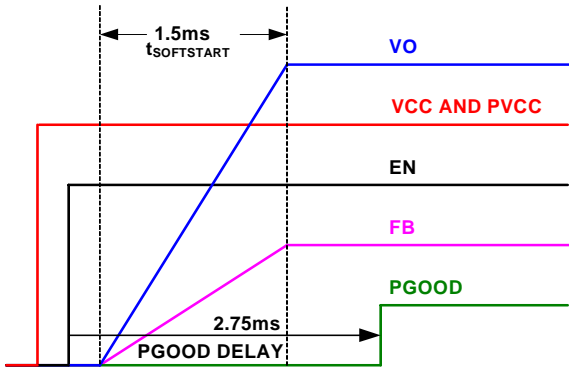 1.5ms
tSOFTSTART
VO
VCC AND PVCC
EN
FB
PGOOD
2.75ms
PGOOD DELAY